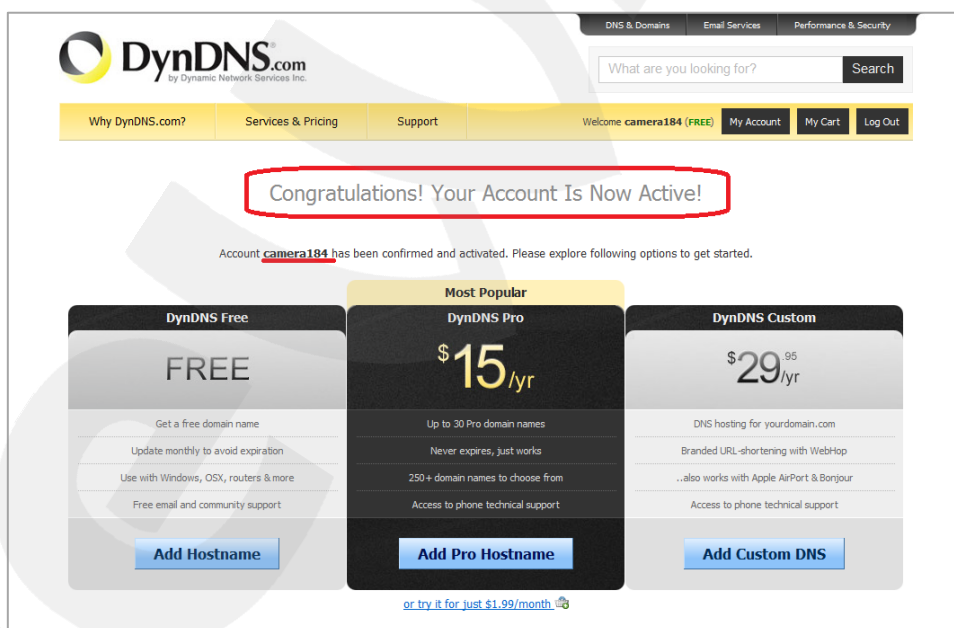 DNS & Domains Email Services Performance & Security
DynDNS.com
by Dynamic Network Services Inc.
What are you looking for? Search
Why DynDNS.com? Services & Pricing Support Welcome camera184 (FREE) My Account My Cart Log Out
Congratulations! Your Account Is Now Active!
Account camera184 has been confirmed and activated. Please explore following options to get started.
Most Popular
DynDNS Free
FREE
Get a free domain name
Update monthly to avoid expiration
Use with Windows, OSX, routers & more
Free email and community support
Add Hostname
DynDNS Pro
$15/yr
Up to 30 Pro domain names
Never expires, just works
250+ domain names to choose from
Access to phone technical support
Add Pro Hostname
or try it for just $1.99/month
DynDNS Custom
$29.95/yr
DNS hosting for yourdomain.com
Branded URL-shortening with WebHop
..also works with Apple AirPort & Bonjour
Access to phone technical support
Add Custom DNS